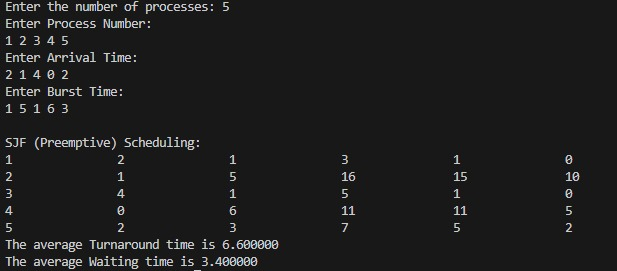 Enter the number of processes: 5
Enter Process Number:
1 2 3 4 5
Enter Arrival Time:
2 1 4 0 2
Enter Burst Time:
1 5 1 6 3
SJF (Preemptive) Scheduling:
1 2 1 3 1 0
2 1 5 16 15 10
3 4 1 5 1 0
4 0 6 11 11 5
5 2 3 7 5 2
The average Turnaround time is 6.600000
The average Waiting time is 3.400000